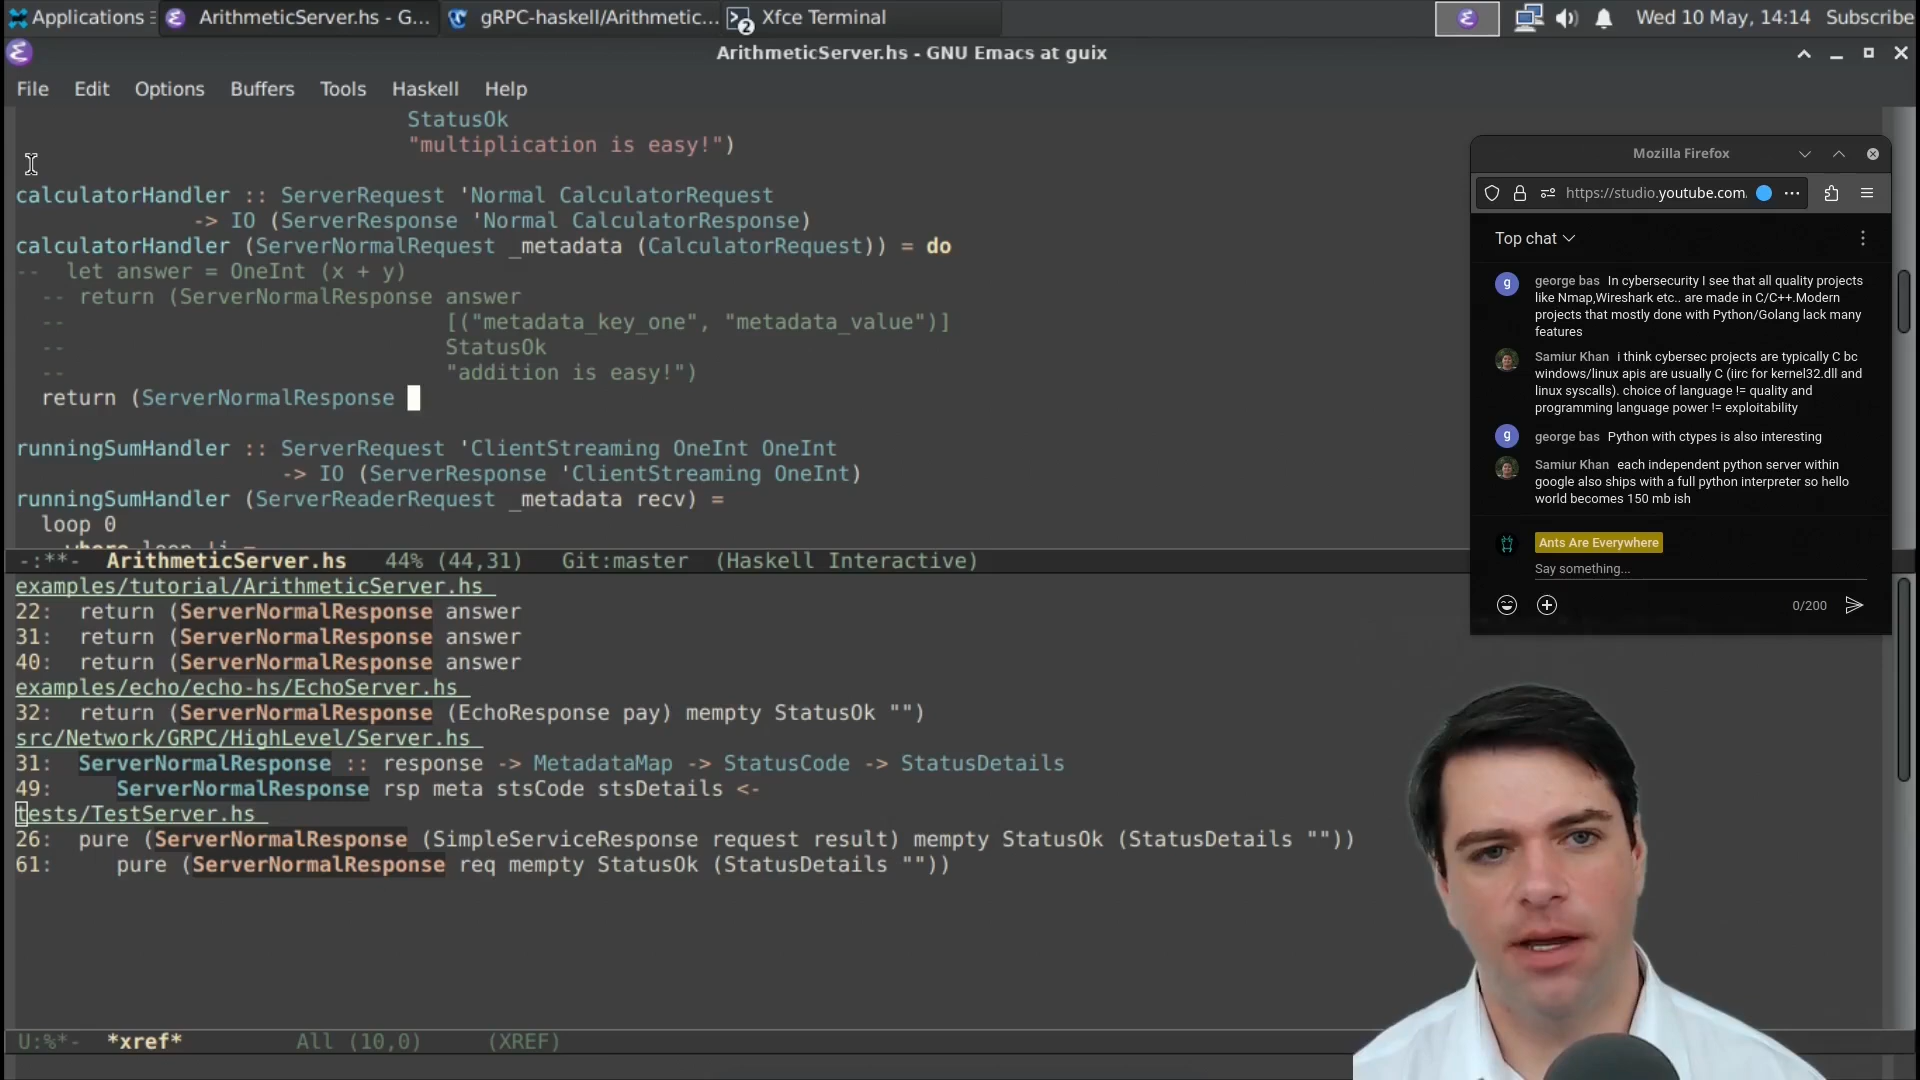 Applications
ArithmeticServer.hs - G...
gRPC-haskell/Arithmetic...
2
Xfce Terminal
Wed 10 May, 14:14
Subscribe
ArithmeticServer.hs - GNU Emacs at guix
File Edit Options Buffers Tools Haskell Help
StatusOk
"multiplication is easy!")
calculatorHandler :: ServerRequest 'Normal CalculatorRequest
-> IO (ServerResponse 'Normal CalculatorResponse)
calculatorHandler (ServerNormalRequest _metadata (CalculatorRequest)) = do
--  let answer = OneInt (x + y)
-- return (ServerNormalResponse answer
--                             [("metadata_key_one", "metadata_value")]
--                             StatusOk
--                             "addition is easy!")
return (ServerNormalResponse
runningSumHandler :: ServerRequest 'ClientStreaming OneInt OneInt
-> IO (ServerResponse 'ClientStreaming OneInt)
runningSumHandler (ServerReaderRequest _metadata recv) =
loop 0
where loop !i =
-:**-  ArithmeticServer.hs   44% (44,31)   Git:master  (Haskell Interactive)
examples/tutorial/ArithmeticServer.hs
22:  return (ServerNormalResponse answer
31:  return (ServerNormalResponse answer
40:  return (ServerNormalResponse answer
examples/echo/echo-hs/EchoServer.hs
32:  return (ServerNormalResponse (EchoResponse pay) mempty StatusOk "")
src/Network/GRPC/HighLevel/Server.hs
31:  ServerNormalResponse :: response -> MetadataMap -> StatusCode -> StatusDetails
49:     ServerNormalResponse rsp meta stsCode stsDetails <-
tests/TestServer.hs
26:  pure (ServerNormalResponse (SimpleServiceResponse request result) mempty StatusOk (StatusDetails ""))
61:     pure (ServerNormalResponse req mempty StatusOk (StatusDetails ""))
U:%*-  *xref*         All (10,0)     (XREF)
Mozilla Firefox
https://studio.youtube.com.
Top chat
g
george bas In cybersecurity I see that all quality projects
like Nmap,Wireshark etc.. are made in C/C++.Modern
projects that mostly done with Python/Golang lack many
features
Samiur Khan i think cybersec projects are typically C bc
windows/linux apis are usually C (iirc for kernel32.dll and
linux syscalls). choice of language != quality and
programming language power != exploitability
g
george bas Python with ctypes is also interesting
Samiur Khan each independent python server within
google also ships with a full python interpreter so hello
world becomes 150 mb ish
Ants Are Everywhere
Say something...
0/200